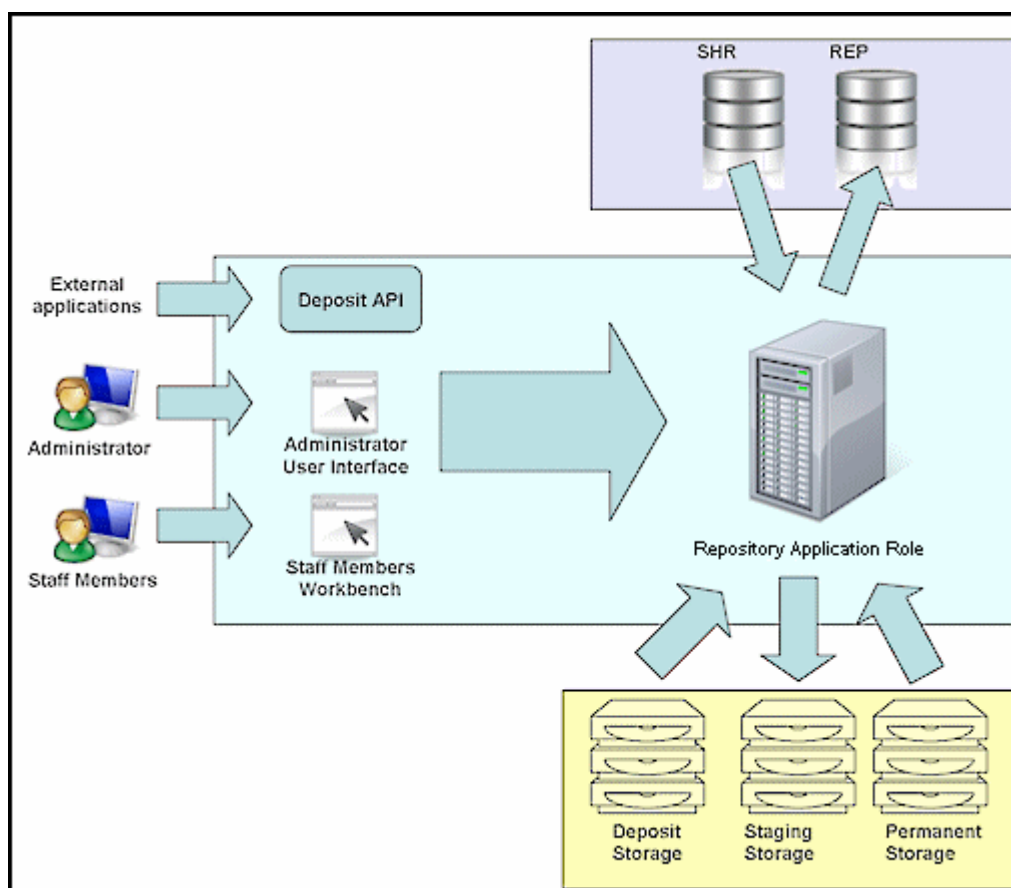 SHR
REP
External
applications
Deposit API
Administrator
Administrator
User Interface
Staff Members
Staff Members
Workbench
Repository Application Role
Deposit
Storage
Staging
Storage
Permanent
Storage